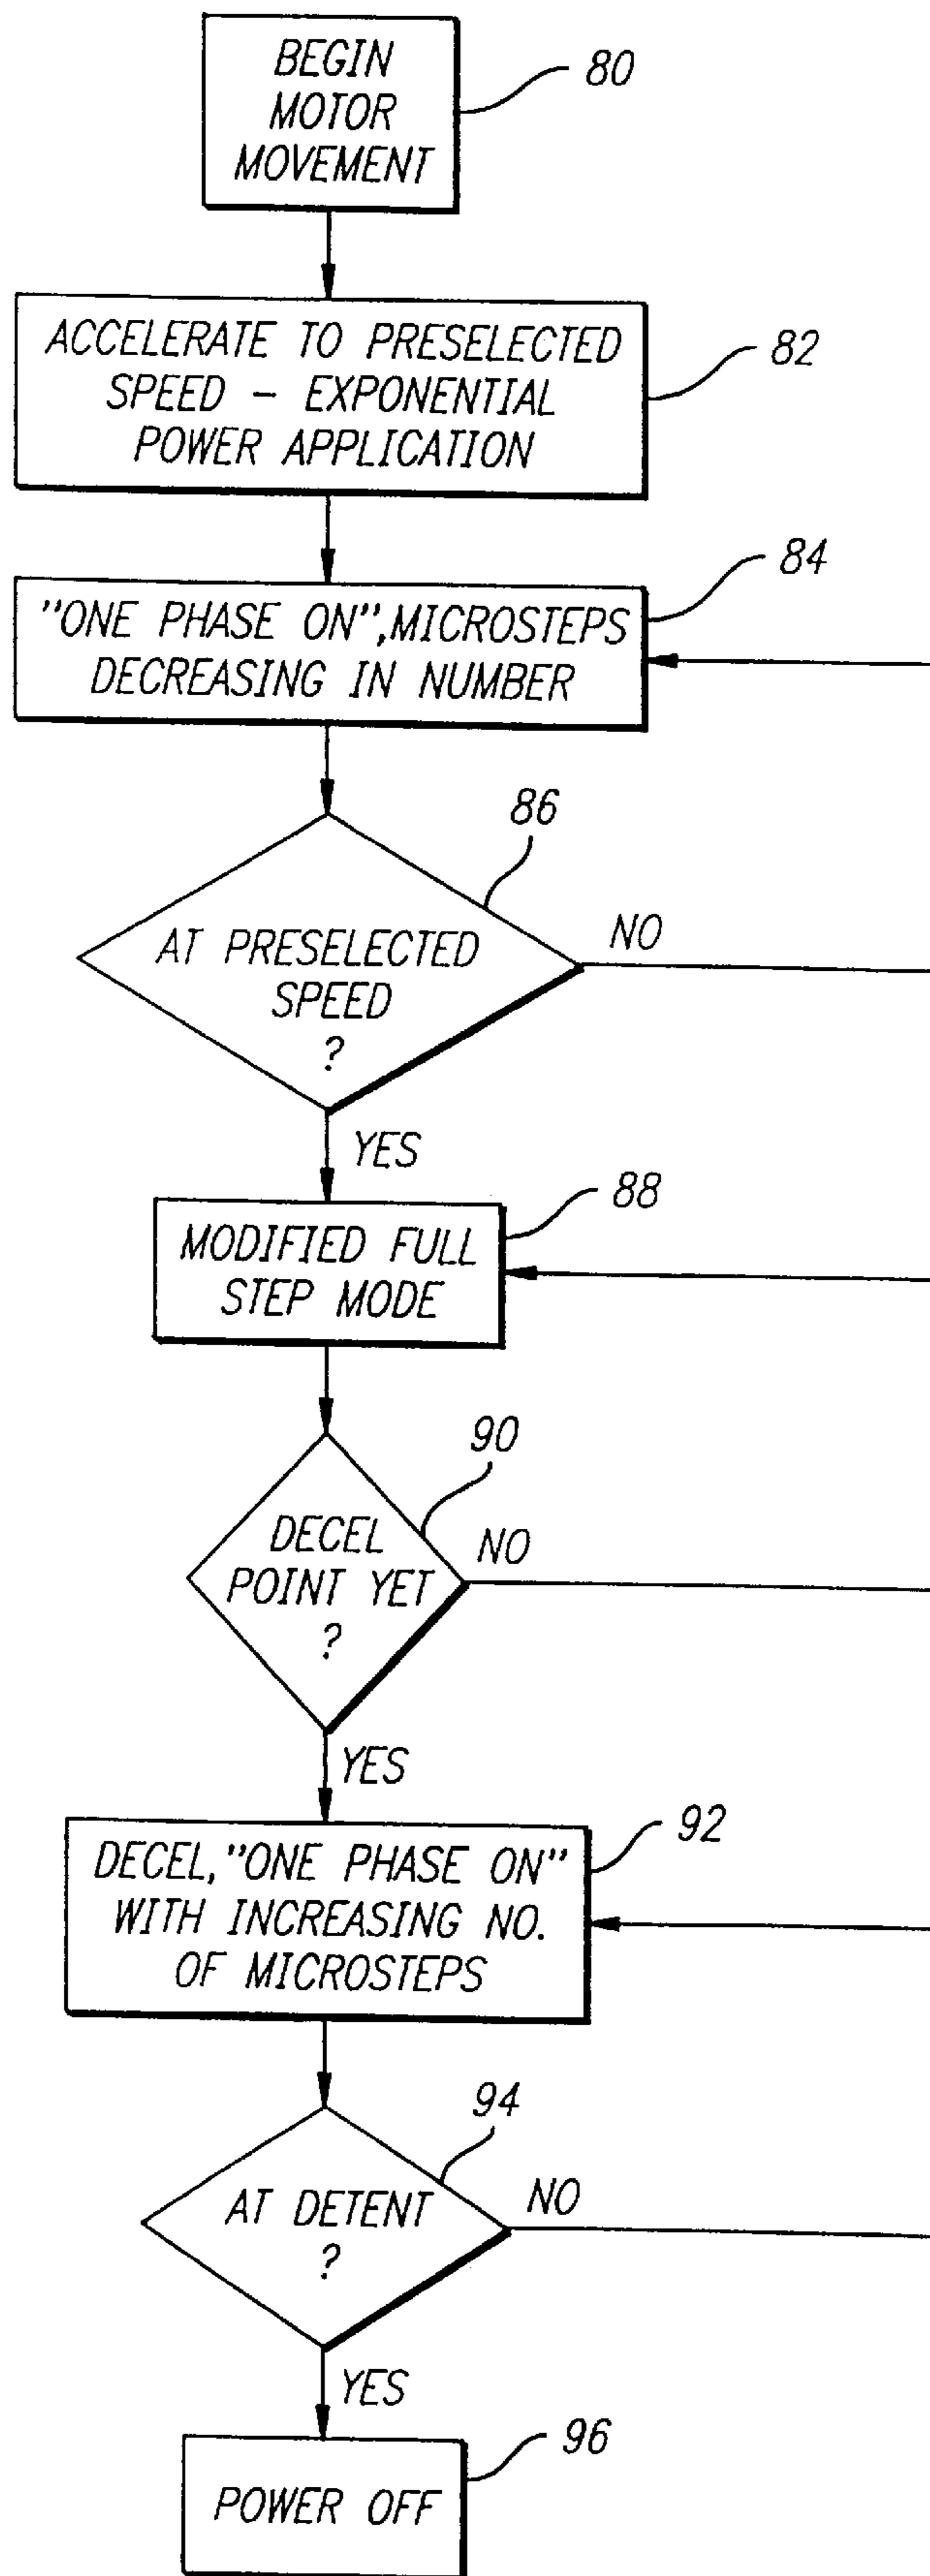 BEGIN
MOTOR
MOVEMENT
80
ACCELERATE TO PRESELECTED
SPEED - EXPONENTIAL
POWER APPLICATION
82
"ONE PHASE ON",MICROSTEPS
DECREASING IN NUMBER
84
86
AT PRESELECTED
SPEED
?
NO
YES
MODIFIED FULL
STEP MODE
88
90
DECEL
POINT YET
?
NO
YES
DECEL,"ONE PHASE ON"
WITH INCREASING NO.
OF MICROSTEPS
92
94
AT DETENT
?
NO
YES
POWER OFF
96